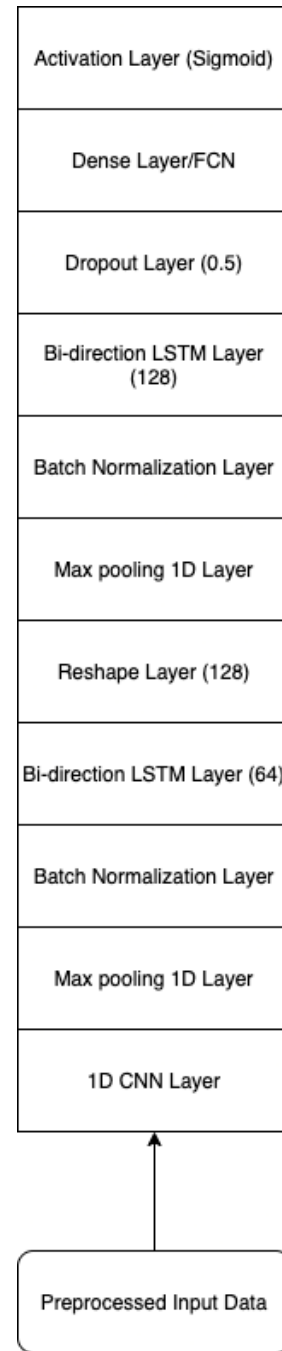 Activation Layer (Sigmoid)
Dense Layer/FCN
Dropout Layer (0.5)
Bi-direction LSTM Layer
(128)
Batch Normalization Layer
Max pooling 1D Layer
Reshape Layer (128)
Bi-direction LSTM Layer (64)
Batch Normalization Layer
Max pooling 1D Layer
1D CNN Layer
Preprocessed Input Data